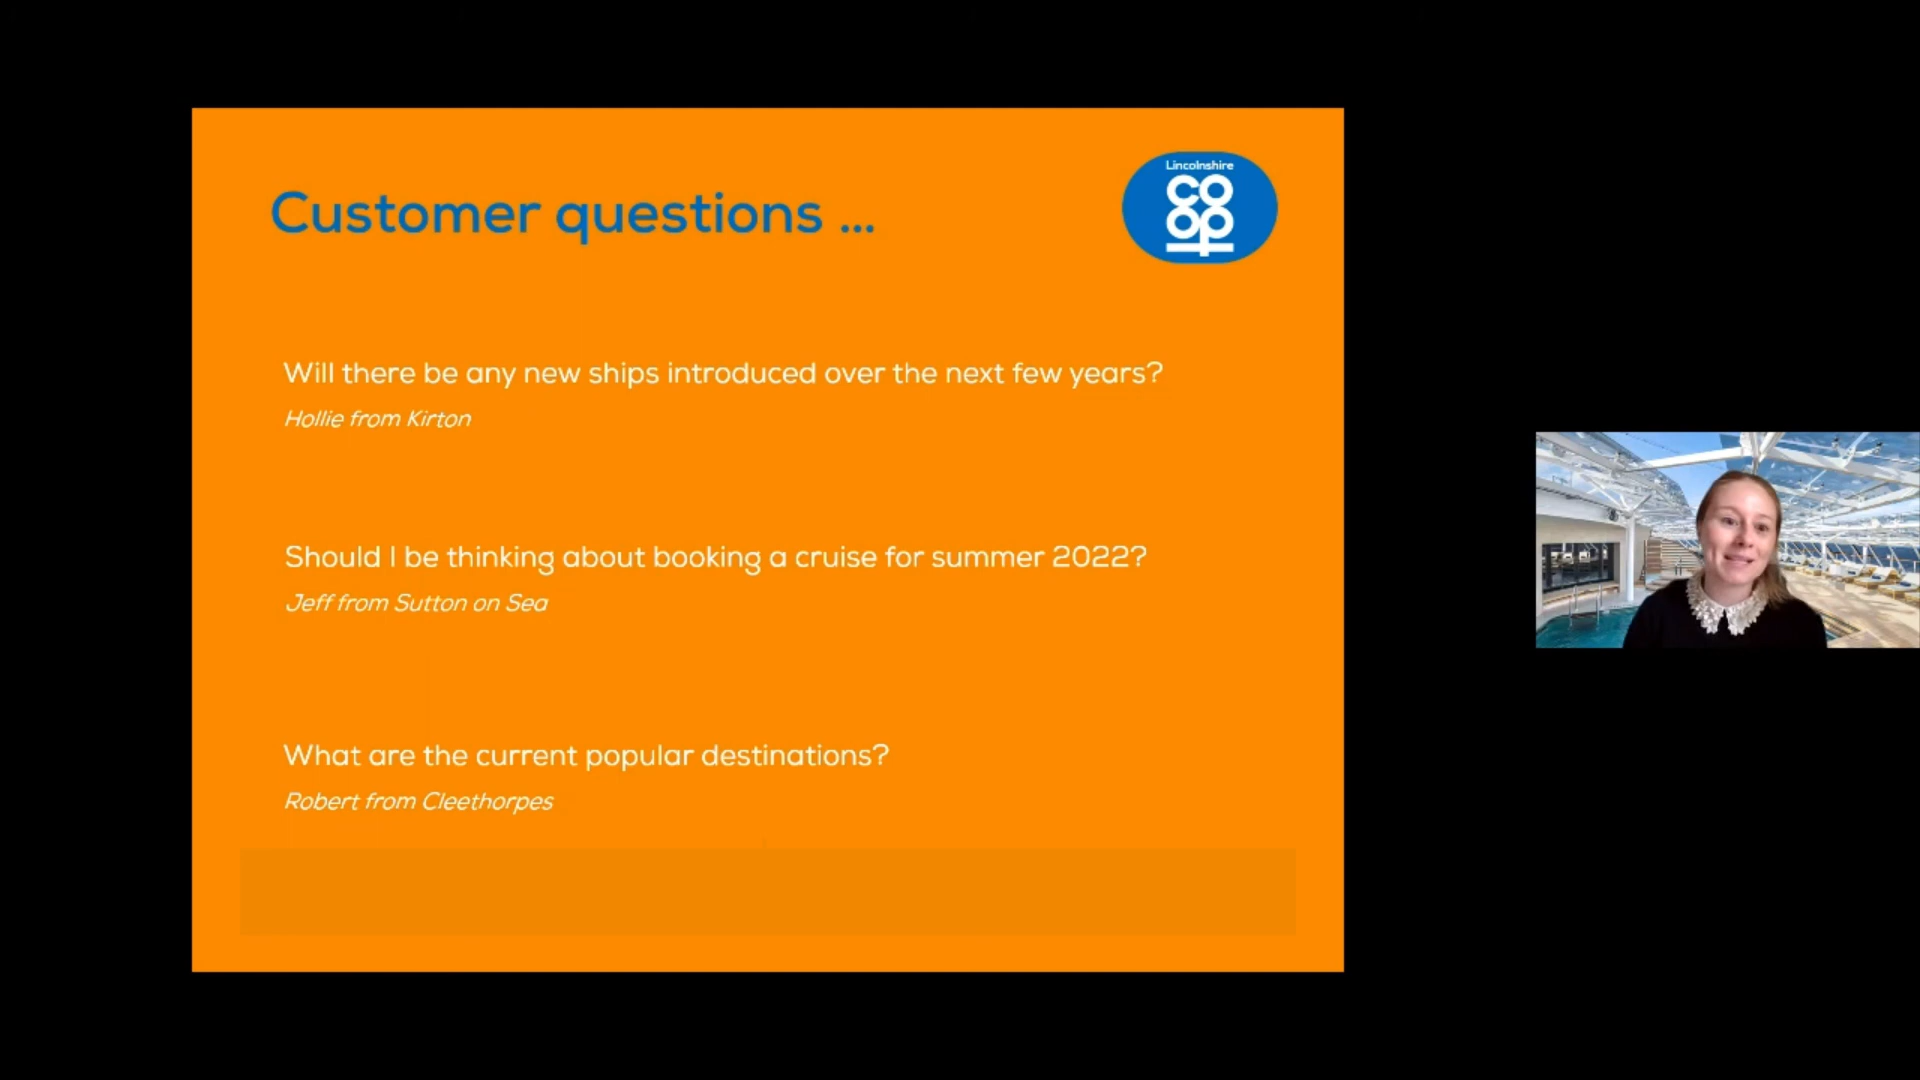 Customer questions ...
Lincolnshire
co
op
Will there be any new ships introduced over the next few years?
Hollie from Kirton
Should I be thinking about booking a cruise for summer 2022?
Jeff from Sutton on Sea
What are the current popular destinations?
Robert from Cleethorpes